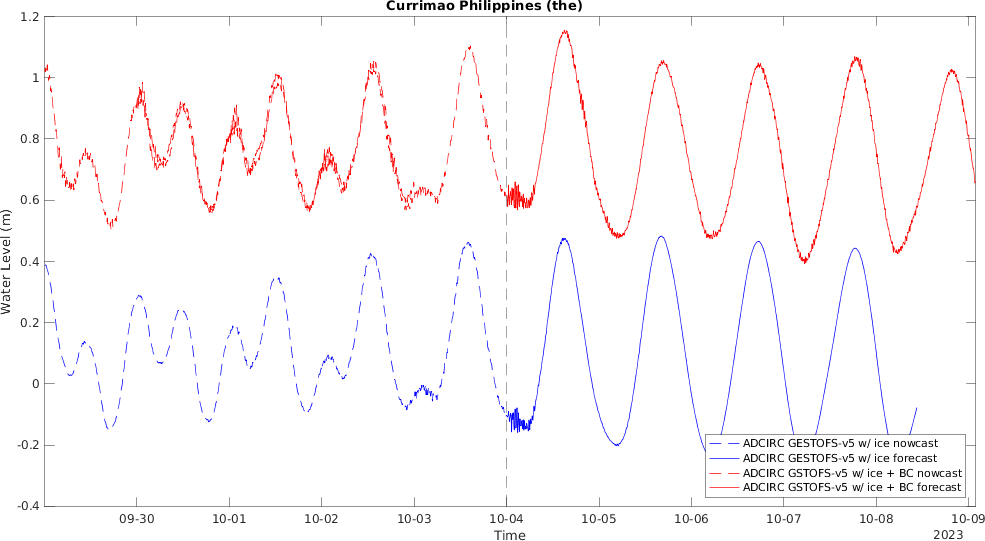 Currimao Philippines (the)
1.2
1
0.8
0.6
0.4
0.2
0
-0.2
-0.4
Water Level (m)
ADCIRC GESTOFS-v5 w/ ice nowcast
ADCIRC GESTOFS-v5 w/ ice forecast
ADCIRC GSTOFS-v5 w/ ice + BC nowcast
ADCIRC GSTOFS-v5 w/ ice + BC forecast
09-30 10-01 10-02 10-03 10-04 10-05 10-06 10-07 10-08 10-09
Time
2023